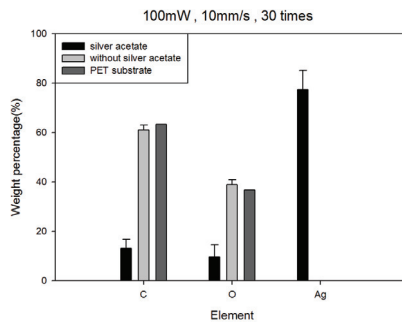 100mW , 10mm/s , 30 times
silver acetate
without silver acetate
PET substrate
Weight percentage(%)
100
80
60
40
20
0
C O Ag
Element